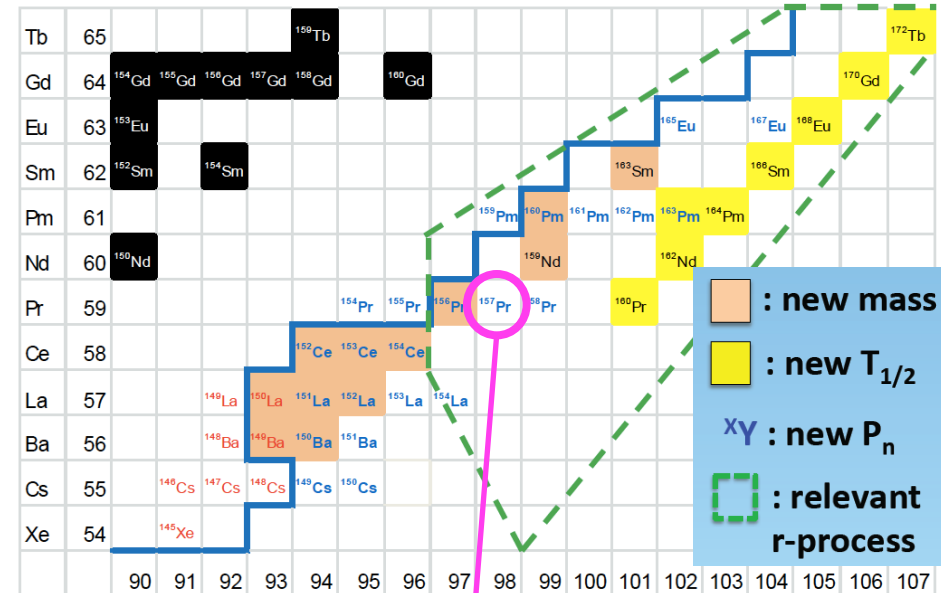 Tb 65 ¹⁵⁹Tb ¹⁷²Tb
Gd 64 ¹⁵⁴Gd ¹⁵⁵Gd ¹⁵⁶Gd ¹⁵⁷Gd ¹⁵⁸Gd ¹⁶⁰Gd ¹⁷⁰Gd
Eu 63 ¹⁵³Eu ¹⁶⁵Eu ¹⁶⁷Eu ¹⁶⁸Eu
Sm 62 ¹⁵²Sm ¹⁵⁴Sm ¹⁶³Sm ¹⁶⁶Sm
Pm 61 ¹⁵⁹Pm ¹⁶⁰Pm ¹⁶¹Pm ¹⁶²Pm ¹⁶³Pm ¹⁶⁴Pm
Nd 60 ¹⁵⁰Nd ¹⁵⁹Nd ¹⁶²Nd
Pr 59 ¹⁵⁴Pr ¹⁵⁵Pr ¹⁵⁶Pr ¹⁵⁷Pr ¹⁵⁸Pr ¹⁶⁰Pr
Ce 58 ¹⁵²Ce ¹⁵³Ce ¹⁵⁴Ce
La 57 ¹⁴⁹La ¹⁵⁰La ¹⁵¹La ¹⁵²La ¹⁵³La ¹⁵⁴La
Ba 56 ¹⁴⁸Ba ¹⁴⁹Ba ¹⁵⁰Ba ¹⁵¹Ba
Cs 55 ¹⁴⁶Cs ¹⁴⁷Cs ¹⁴⁸Cs ¹⁴⁹Cs ¹⁵⁰Cs
Xe 54 ¹⁴⁵Xe
90 91 92 93 94 95 96 97 98 99 100 101 102 103 104 105 106 107
: new mass
: new T₁/₂
ˣY : new Pₙ
: relevant
r-process